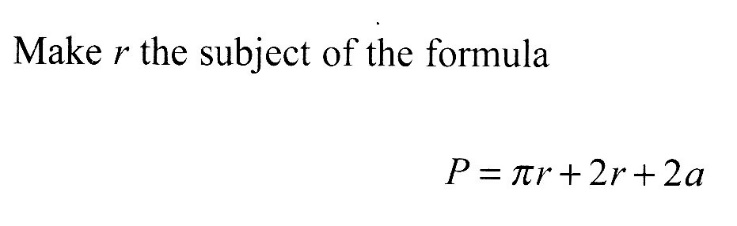 Make r the subject of the formula
P = πr + 2r + 2a